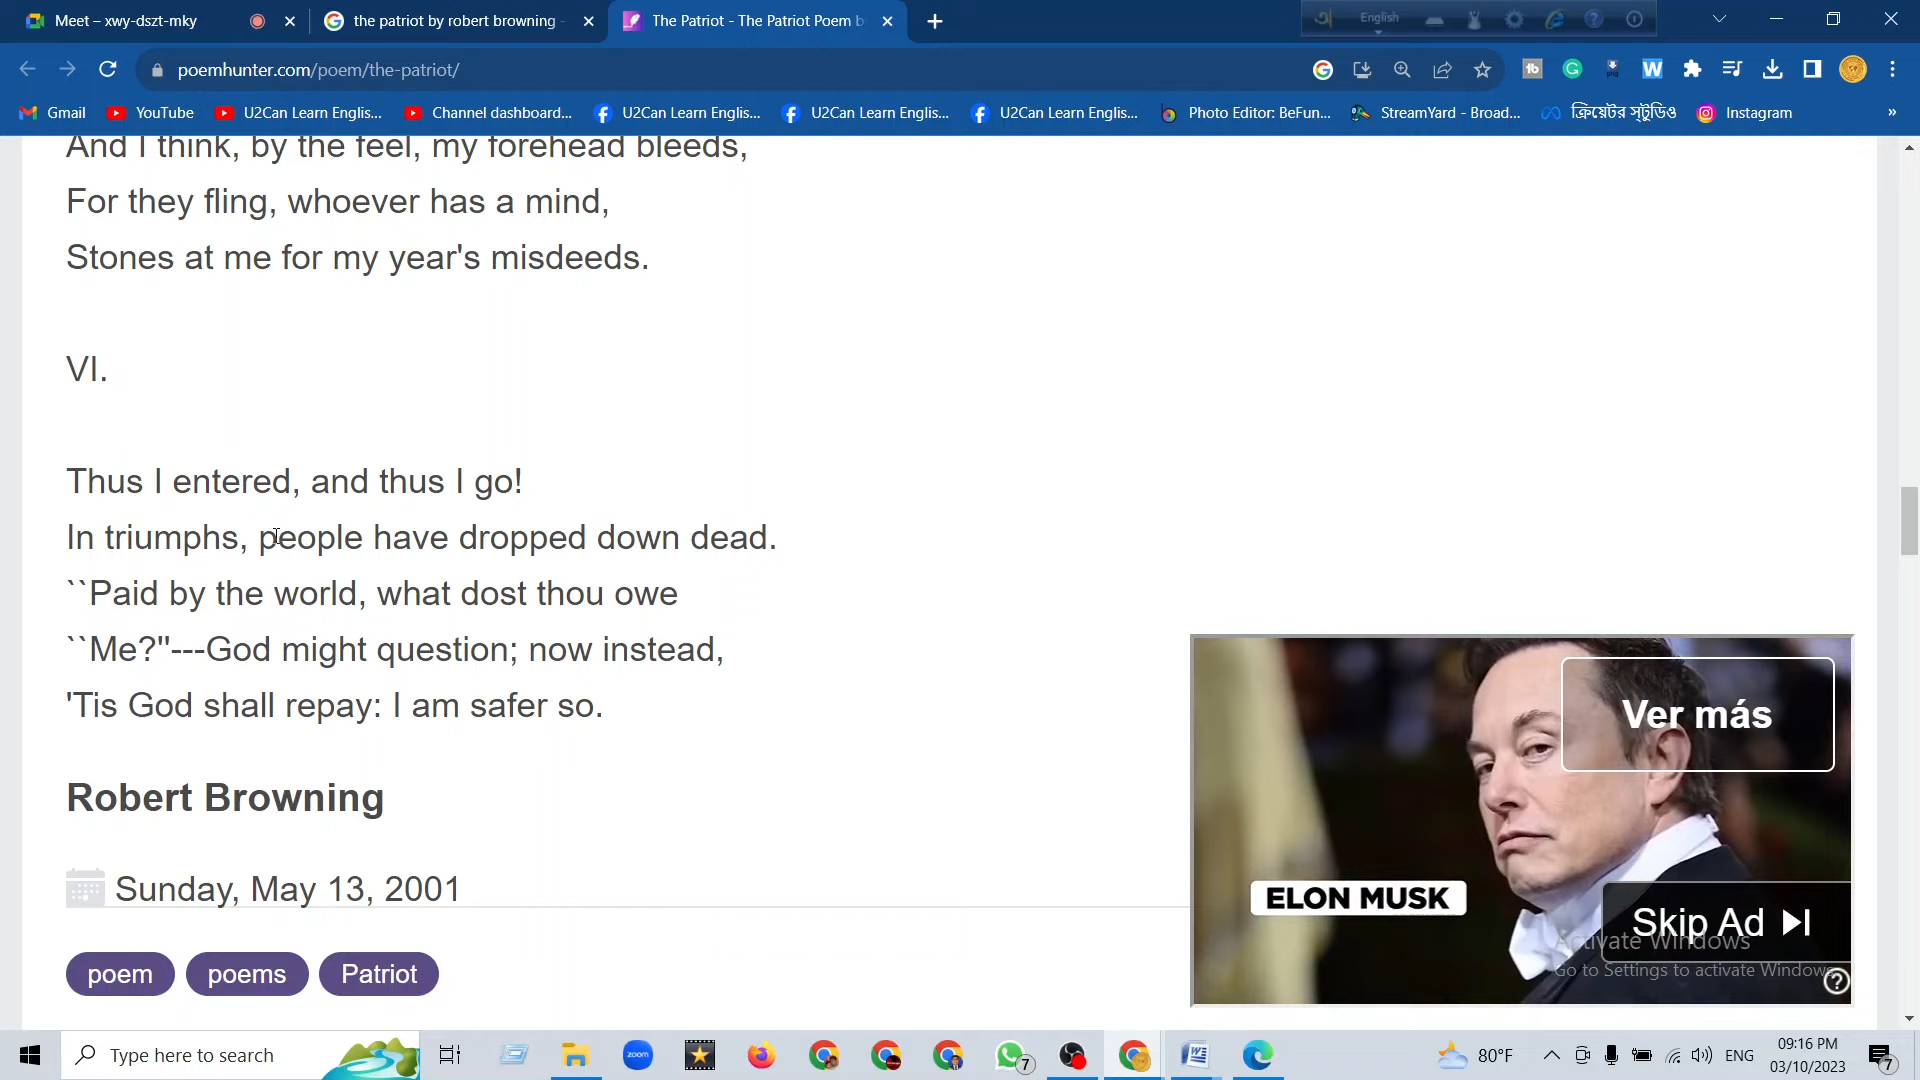 Meet – xwy-dszt-mky
the patriot by robert browning -
The Patriot - The Patriot Poem b
English
poemhunter.com/poem/the-patriot/
Gmail
YouTube
U2Can Learn Englis...
Channel dashboard...
U2Can Learn Englis...
U2Can Learn Englis...
U2Can Learn Englis...
Photo Editor: BeFun...
StreamYard - Broad...
ক্রিয়েটর স্টুডিও
Instagram
»
And I think, by the feel, my forehead bleeds,
For they fling, whoever has a mind,
Stones at me for my year's misdeeds.
VI.
Thus I entered, and thus I go!
In triumphs, people have dropped down dead.
``Paid by the world, what dost thou owe
``Me?''---God might question; now instead,
'Tis God shall repay: I am safer so.
Robert Browning
Sunday, May 13, 2001
poem
poems
Patriot
Ver más
ELON MUSK
Skip Ad
Activate Windows
Go to Settings to activate Windows.
Type here to search
zoom
7
80°F
ENG
09:16 PM
03/10/2023
7